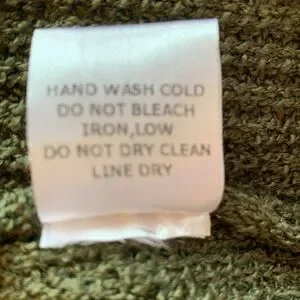 HAND WASH COLD
DO NOT BLEACH
IRON,LOW
DO NOT DRY CLEAN
LINE DRY